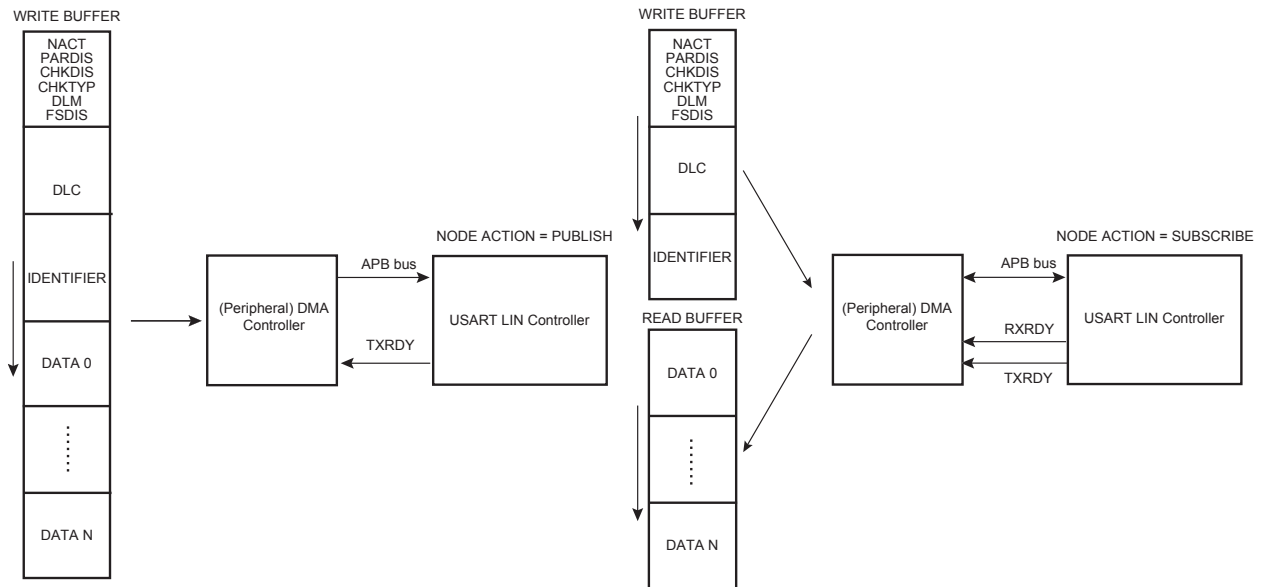 WRITE BUFFER
NACT
PARDIS
CHKDIS
CHKTYP
DLM
FSDIS
DLC
IDENTIFIER
DATA 0
DATA N
(Peripheral) DMA
Controller
APB bus
TXRDY
NODE ACTION = PUBLISH
USART LIN Controller
WRITE BUFFER
NACT
PARDIS
CHKDIS
CHKTYP
DLM
FSDIS
DLC
IDENTIFIER
READ BUFFER
DATA 0
DATA N
(Peripheral) DMA
Controller
APB bus
RXRDY
TXRDY
NODE ACTION = SUBSCRIBE
USART LIN Controller